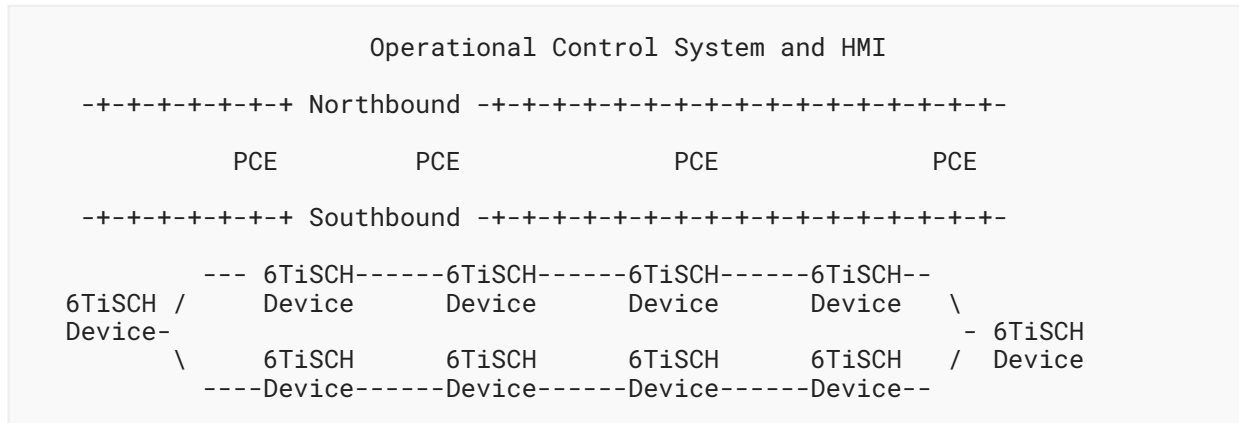 Operational Control System and HMI
-+-+-+-+-+-+-+ Northbound -+-+-+-+-+-+-+-+-+-+-+-+-+-+-+-+-+-
PCE         PCE              PCE              PCE
-+-+-+-+-+-+-+ Southbound -+-+-+-+-+-+-+-+-+-+-+-+-+-+-+-+-+-
--- 6TiSCH------6TiSCH------6TiSCH------6TiSCH--
6TiSCH /     Device      Device      Device      Device   \
Device-                                                    - 6TiSCH
\     6TiSCH      6TiSCH      6TiSCH      6TiSCH   /  Device
----Device------Device------Device------Device--